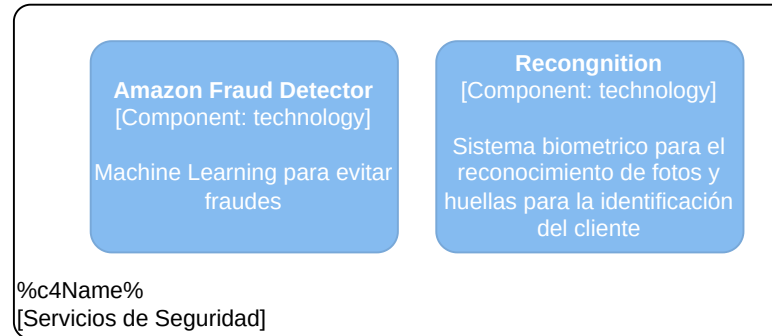 Amazon Fraud Detector
[Component: technology]
Machine Learning para evitar
fraudes
Recongnition
[Component: technology]
Sistema biometrico para el
reconocimiento de fotos y
huellas para la identificación
del cliente
%c4Name%
[Servicios de Seguridad]